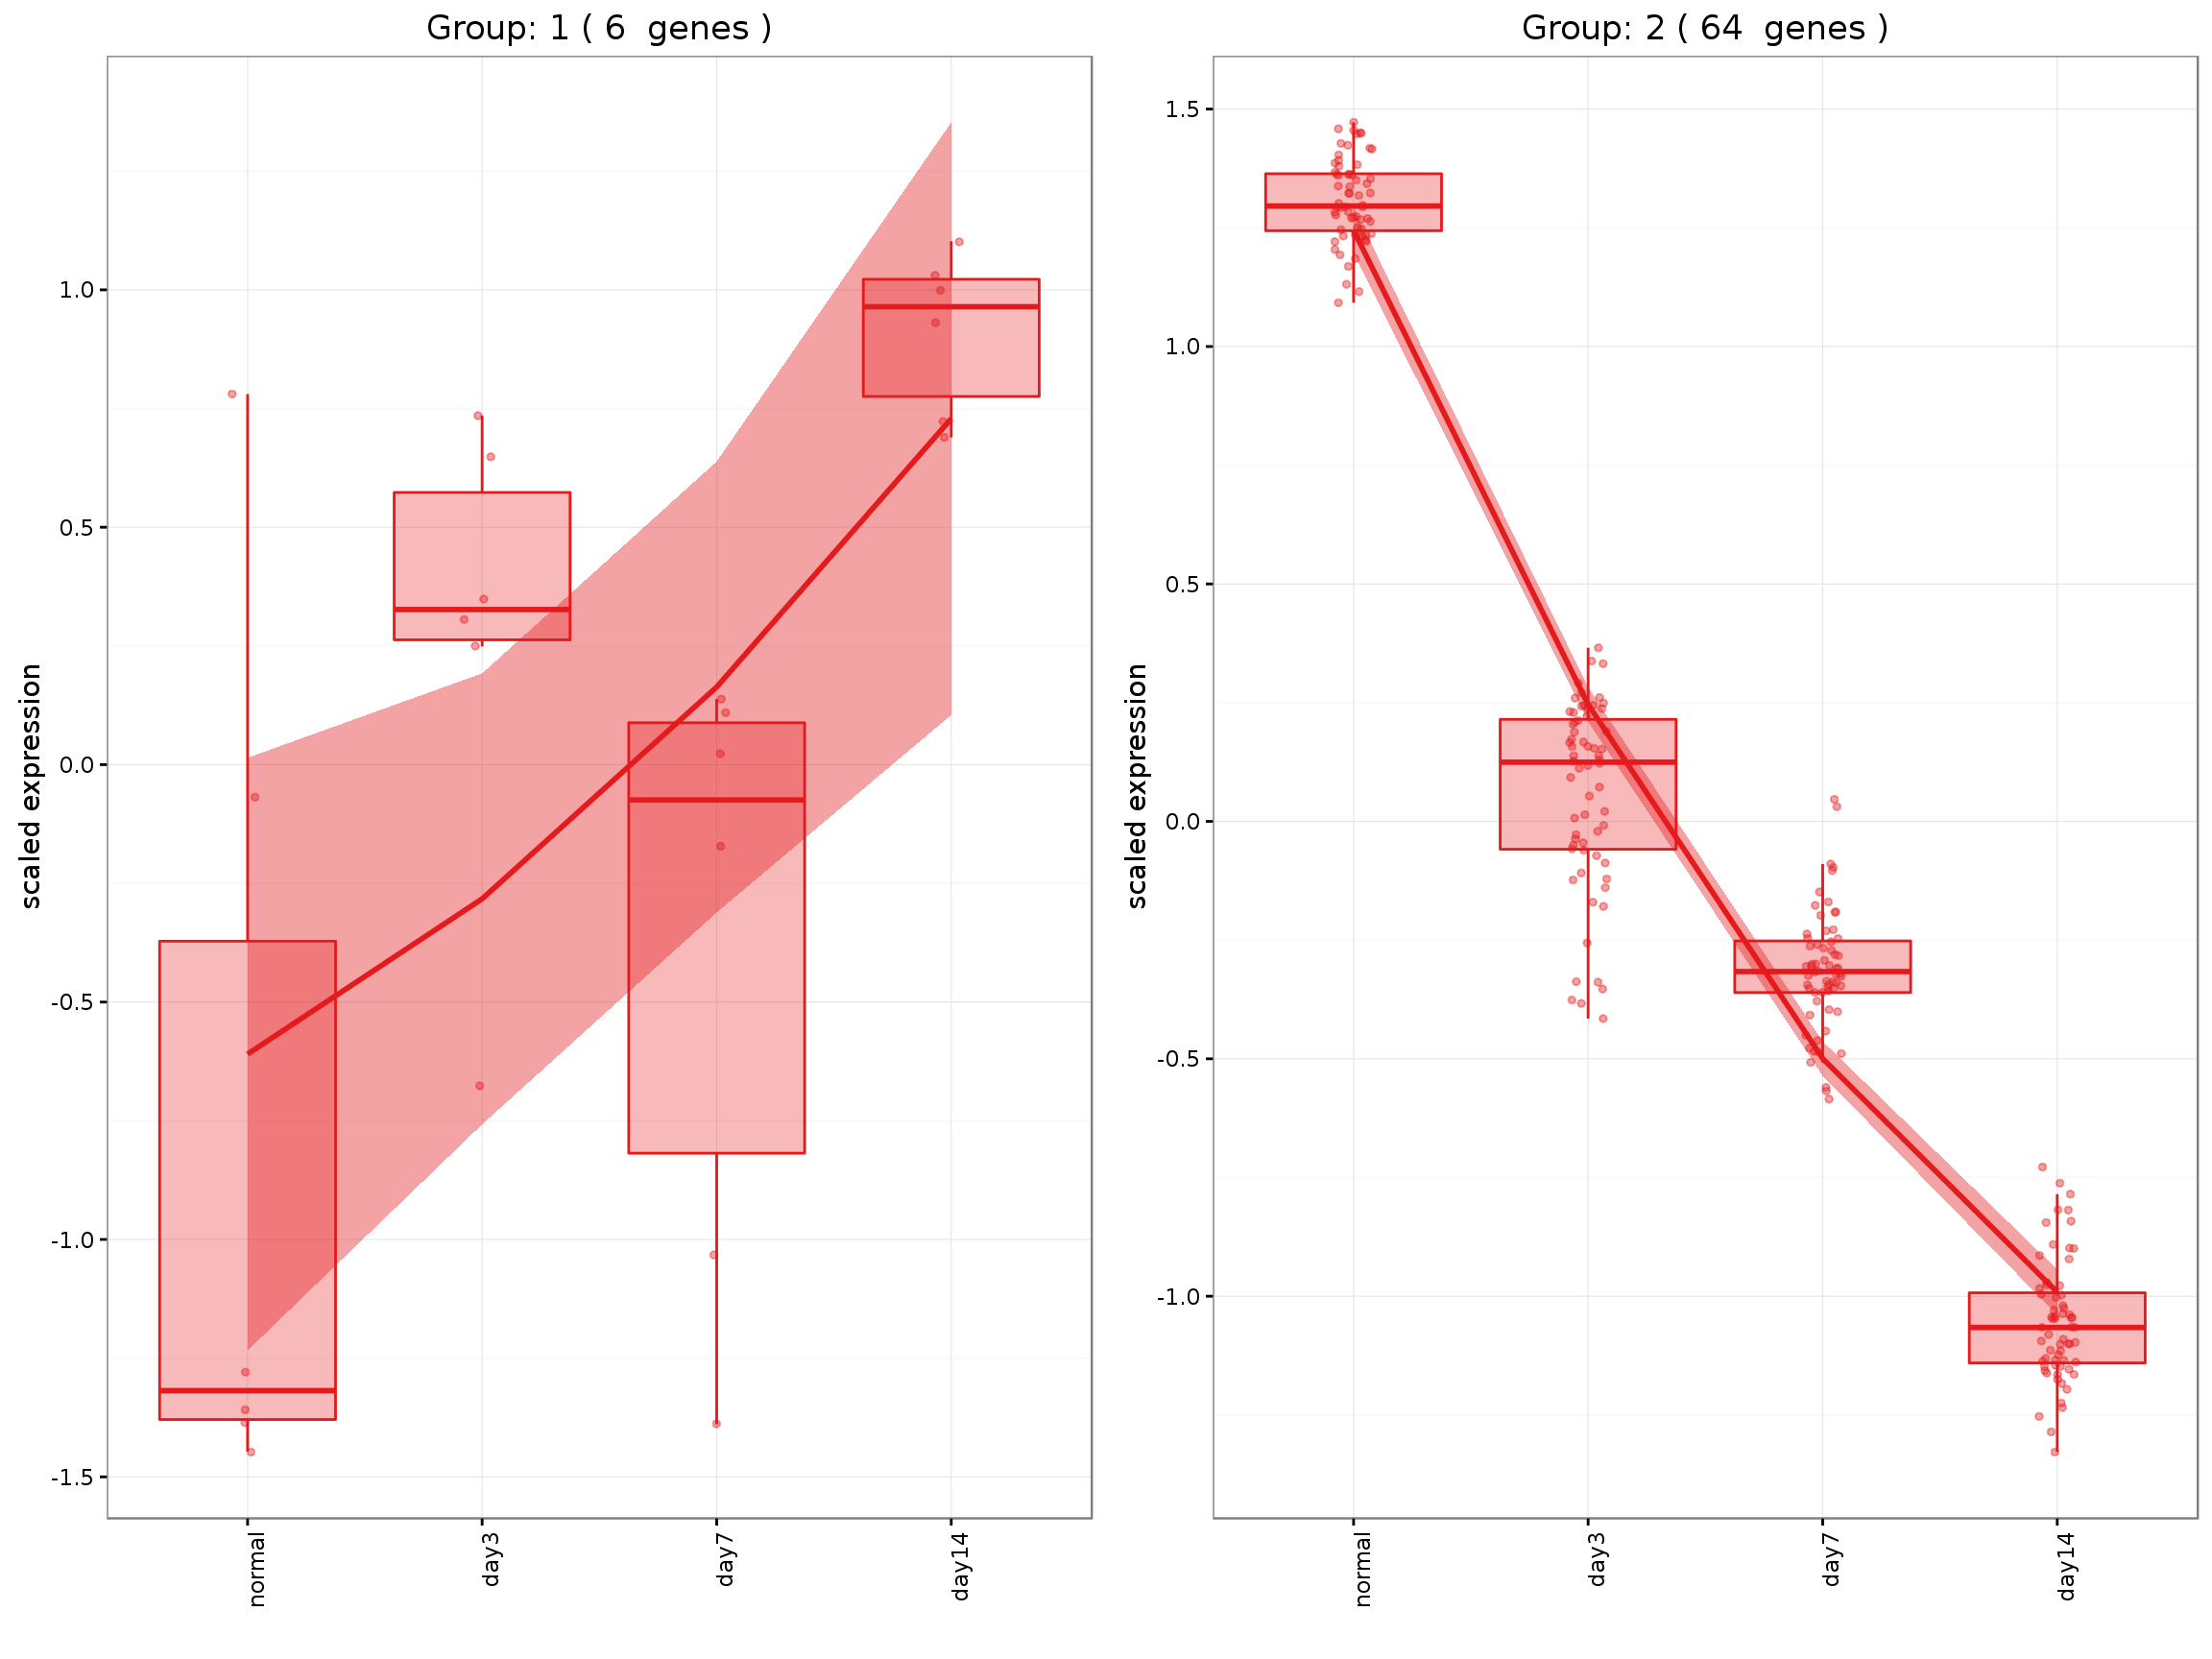 Group: 1 ( 6  genes )
scaled expression
1.0
0.5
0.0
-0.5
-1.0
-1.5
normal
day3
day7
day14
Group: 2 ( 64  genes )
scaled expression
1.5
1.0
0.5
0.0
-0.5
-1.0
normal
day3
day7
day14